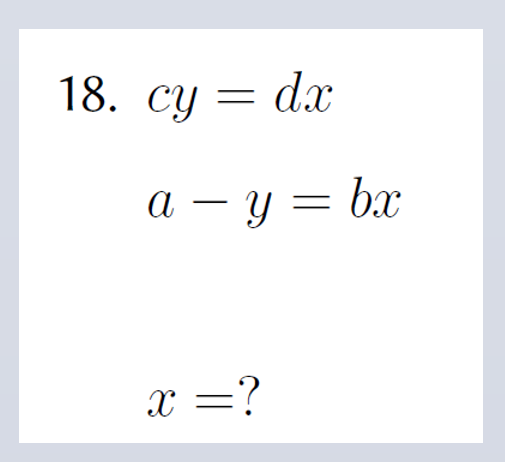 18. cy = dx
a − y = bx
x =?